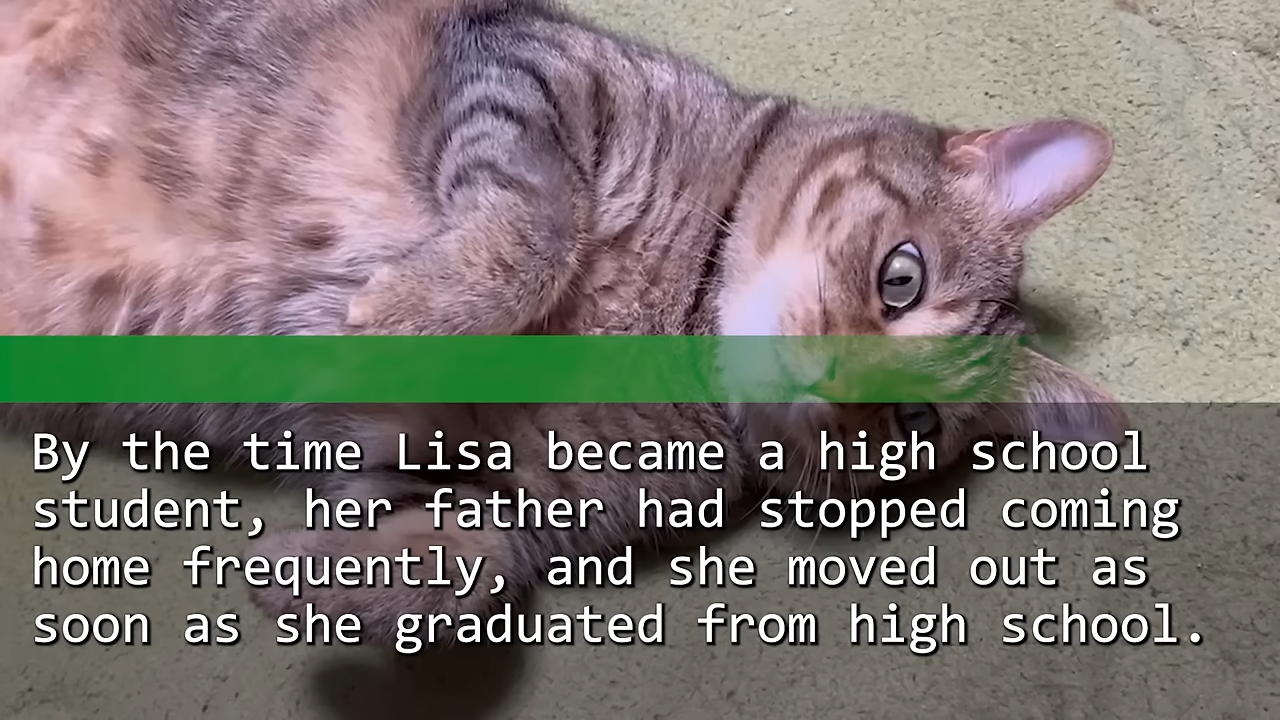 By the time Lisa became a high school
student, her father had stopped coming
home frequently, and she moved out as
soon as she graduated from high school.